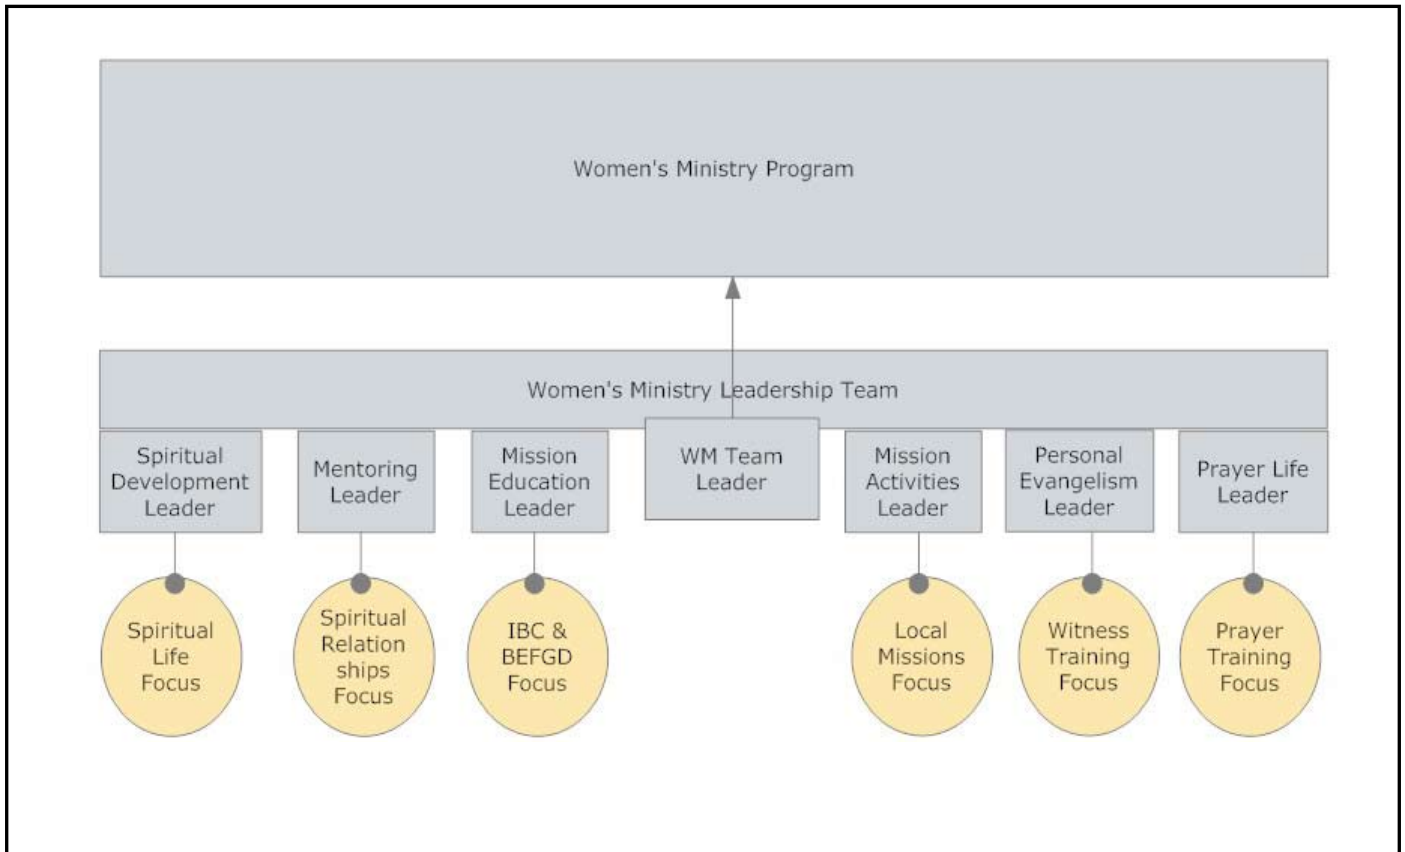 Women's Ministry Program
Women's Ministry Leadership Team
Spiritual
Development
Leader
Mentoring
Leader
Mission
Education
Leader
WM Team
Leader
Mission
Activities
Leader
Personal
Evangelism
Leader
Prayer Life
Leader
Spiritual
Life
Focus
Spiritual
Relation
ships
Focus
IBC &
BEFGD
Focus
Local
Missions
Focus
Witness
Training
Focus
Prayer
Training
Focus